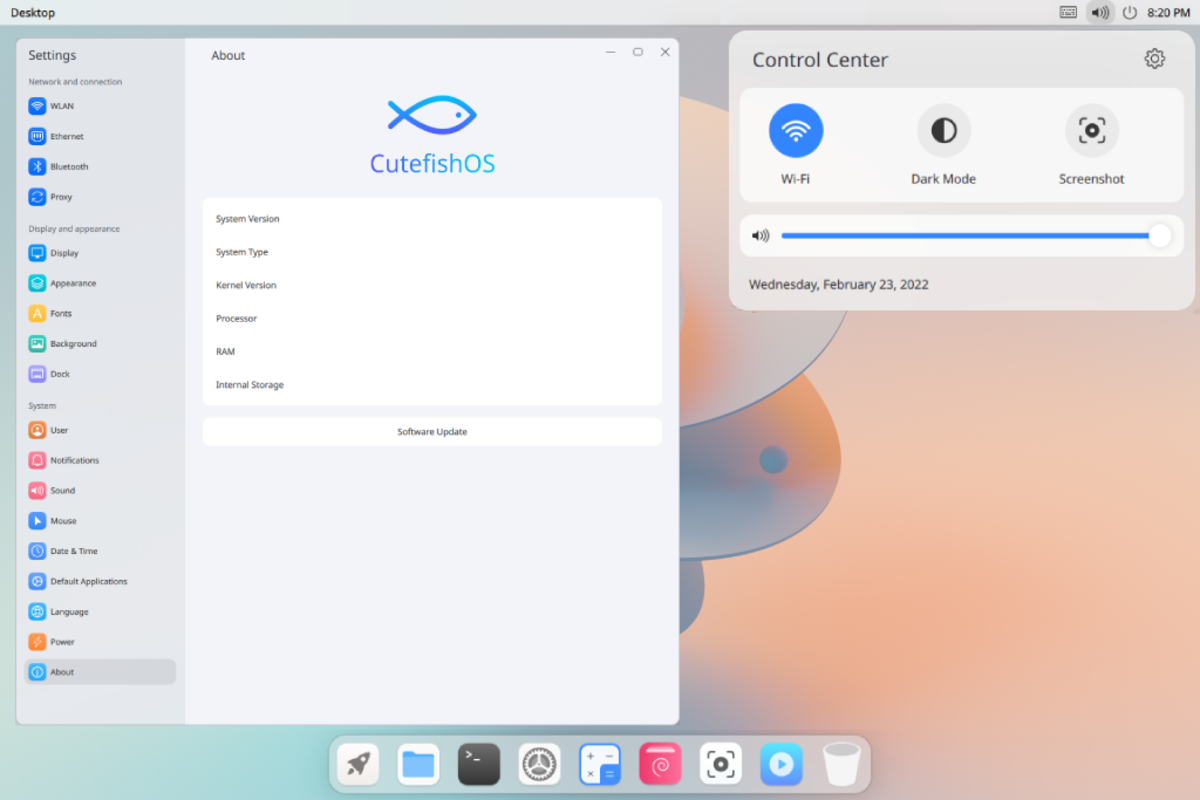 Desktop
8:20 PM
Settings
Network and connection
WLAN
Ethernet
Bluetooth
Proxy
Display and appearance
Display
Appearance
Fonts
Background
Dock
System
User
Notifications
Sound
Mouse
Date & Time
Default Applications
Language
Power
About
About
CutefishOS
System Version
System Type
Kernel Version
Processor
RAM
Internal Storage
Software Update
Control Center
Wi-Fi
Dark Mode
Screenshot
Wednesday, February 23, 2022